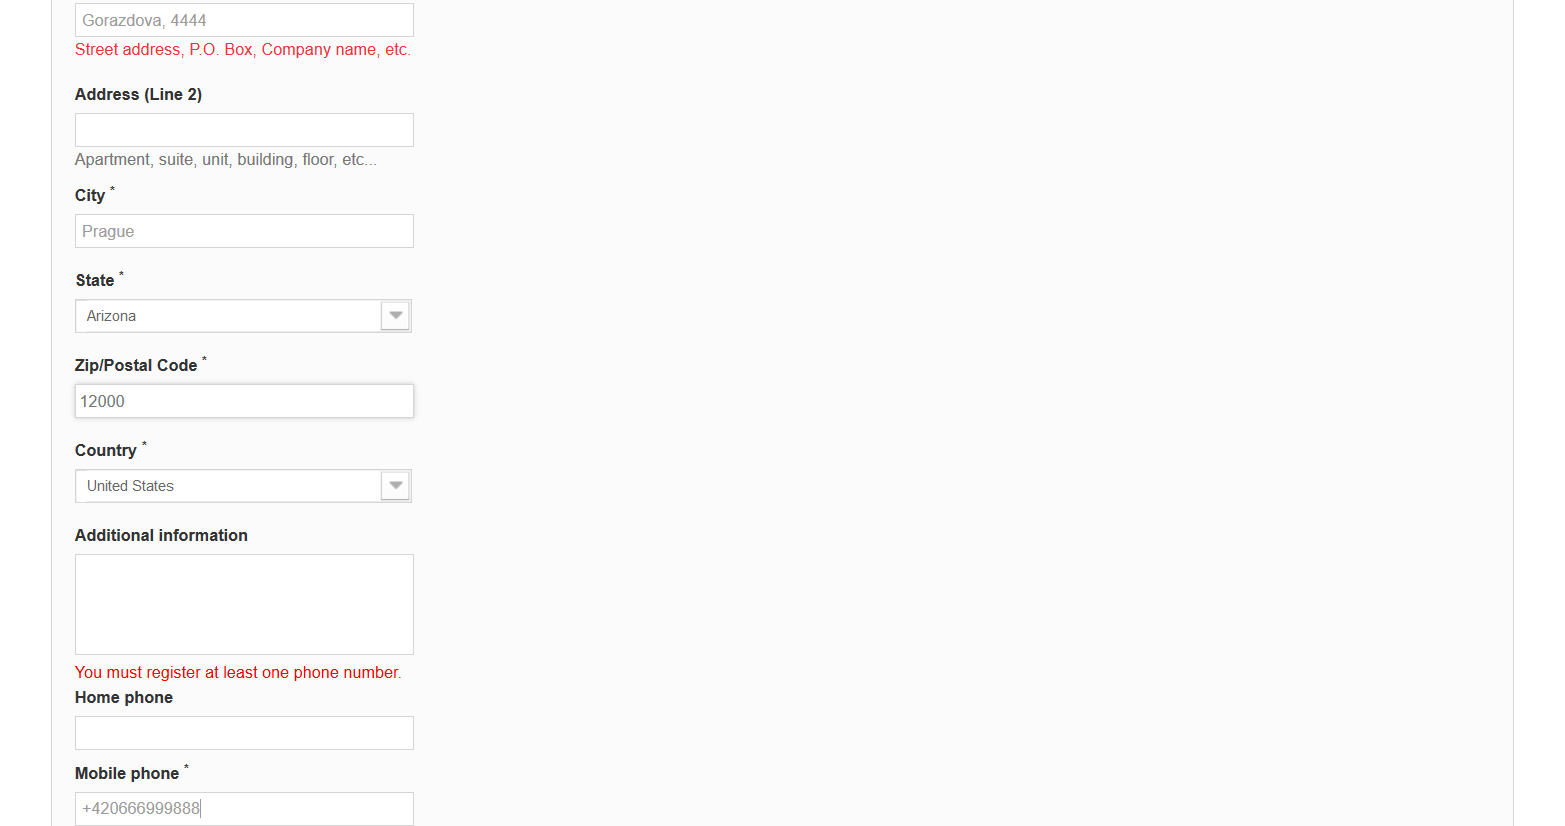 Gorazdova, 4444
Street address, P.O. Box, Company name, etc.
Address (Line 2)
Apartment, suite, unit, building, floor, etc...
City *
Prague
State *
Arizona
Zip/Postal Code *
12000
Country *
United States
Additional information
You must register at least one phone number.
Home phone
Mobile phone *
+420666999888